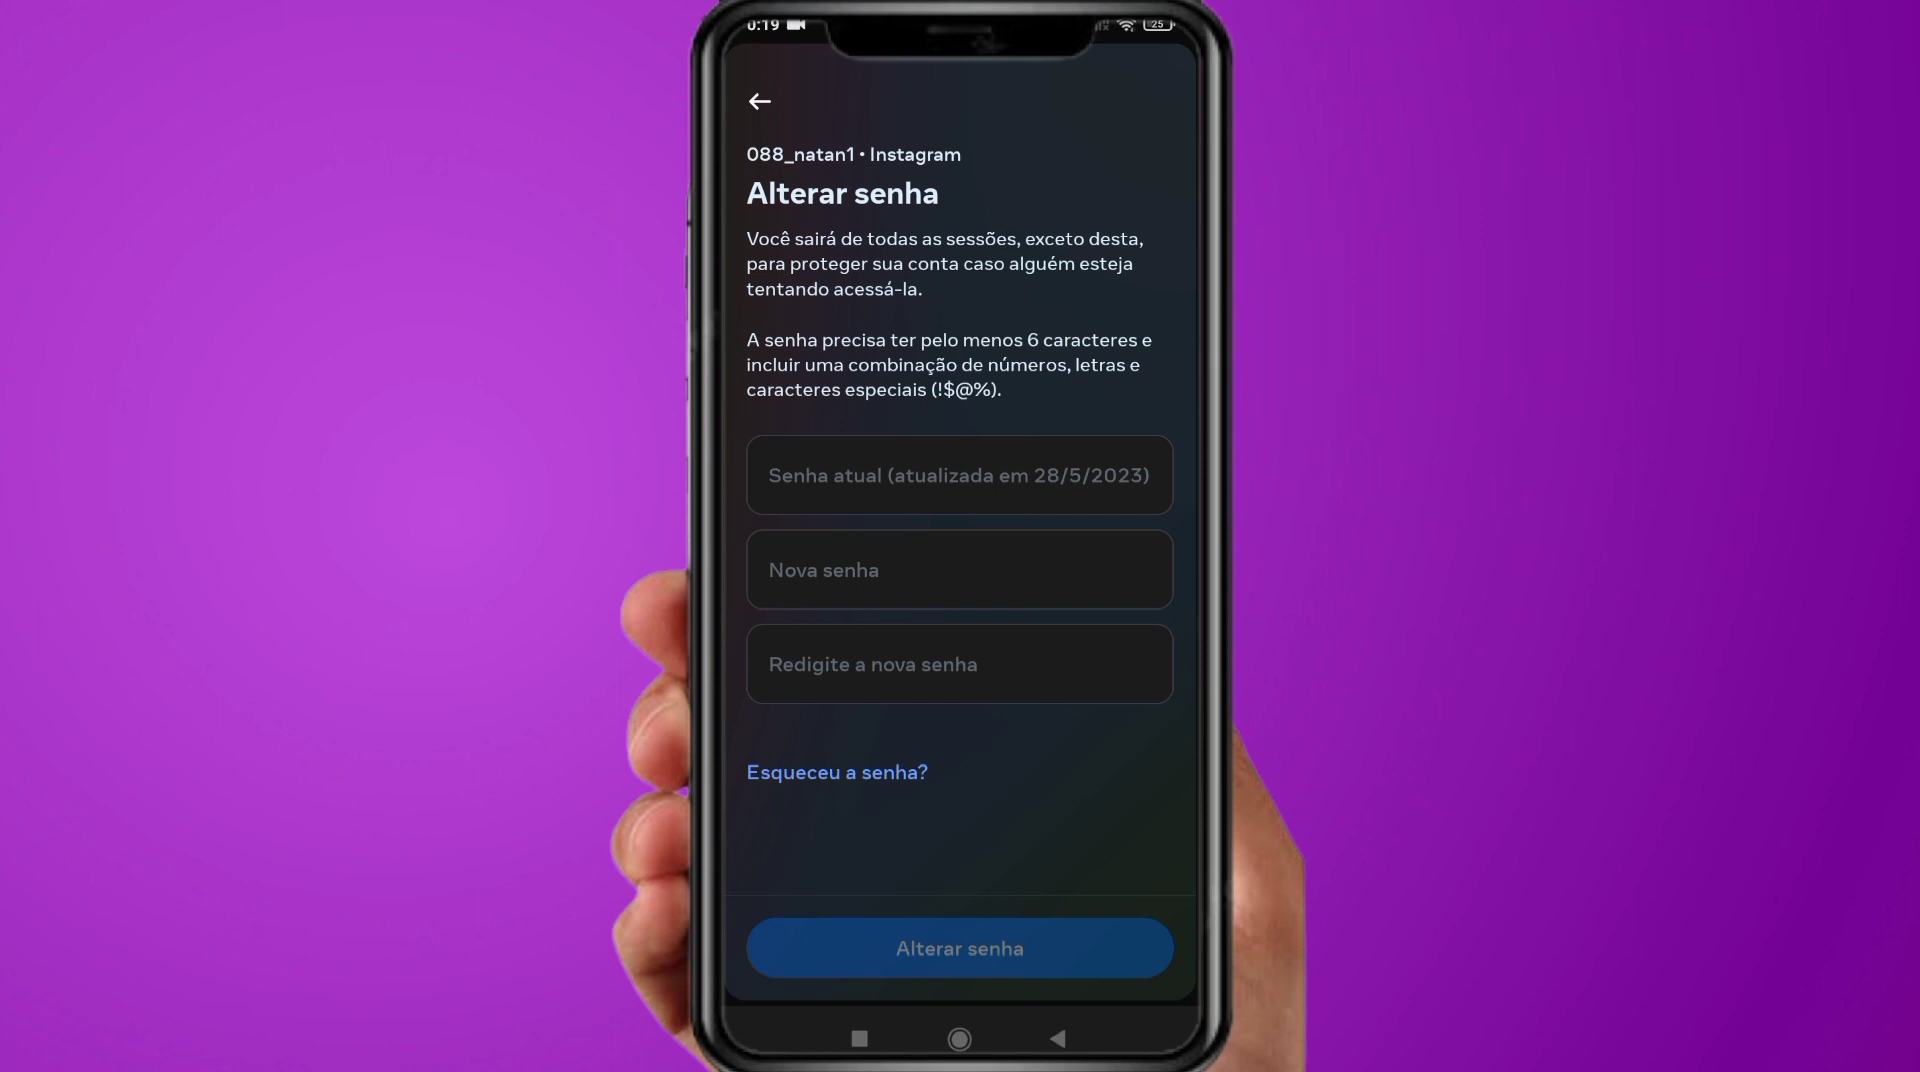 0:19
25
088_natan1 • Instagram
Alterar senha
Você sairá de todas as sessões, exceto desta,
para proteger sua conta caso alguém esteja
tentando acessá-la.
A senha precisa ter pelo menos 6 caracteres e
incluir uma combinação de números, letras e
caracteres especiais (!$@%).
Senha atual (atualizada em 28/5/2023)
Nova senha
Redigite a nova senha
Esqueceu a senha?
Alterar senha